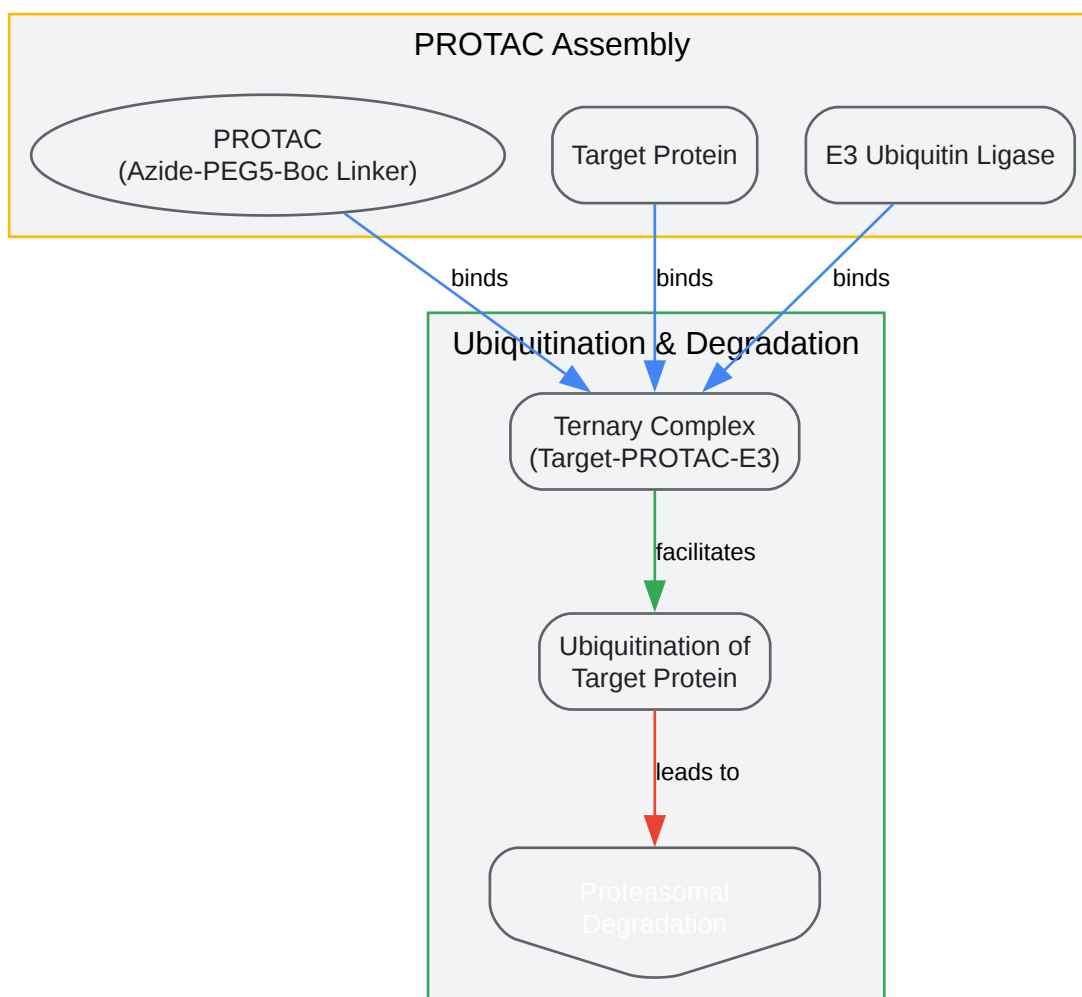 PROTAC Assembly
PROTAC
(Azide-PEG5-Boc Linker)
Target Protein
E3 Ubiquitin Ligase
binds
binds
binds
Ubiquitination & Degradation
Ternary Complex
(Target-PROTAC-E3)
facilitates
Ubiquitination of
Target Protein
leads to
Proteasomal
Degradation